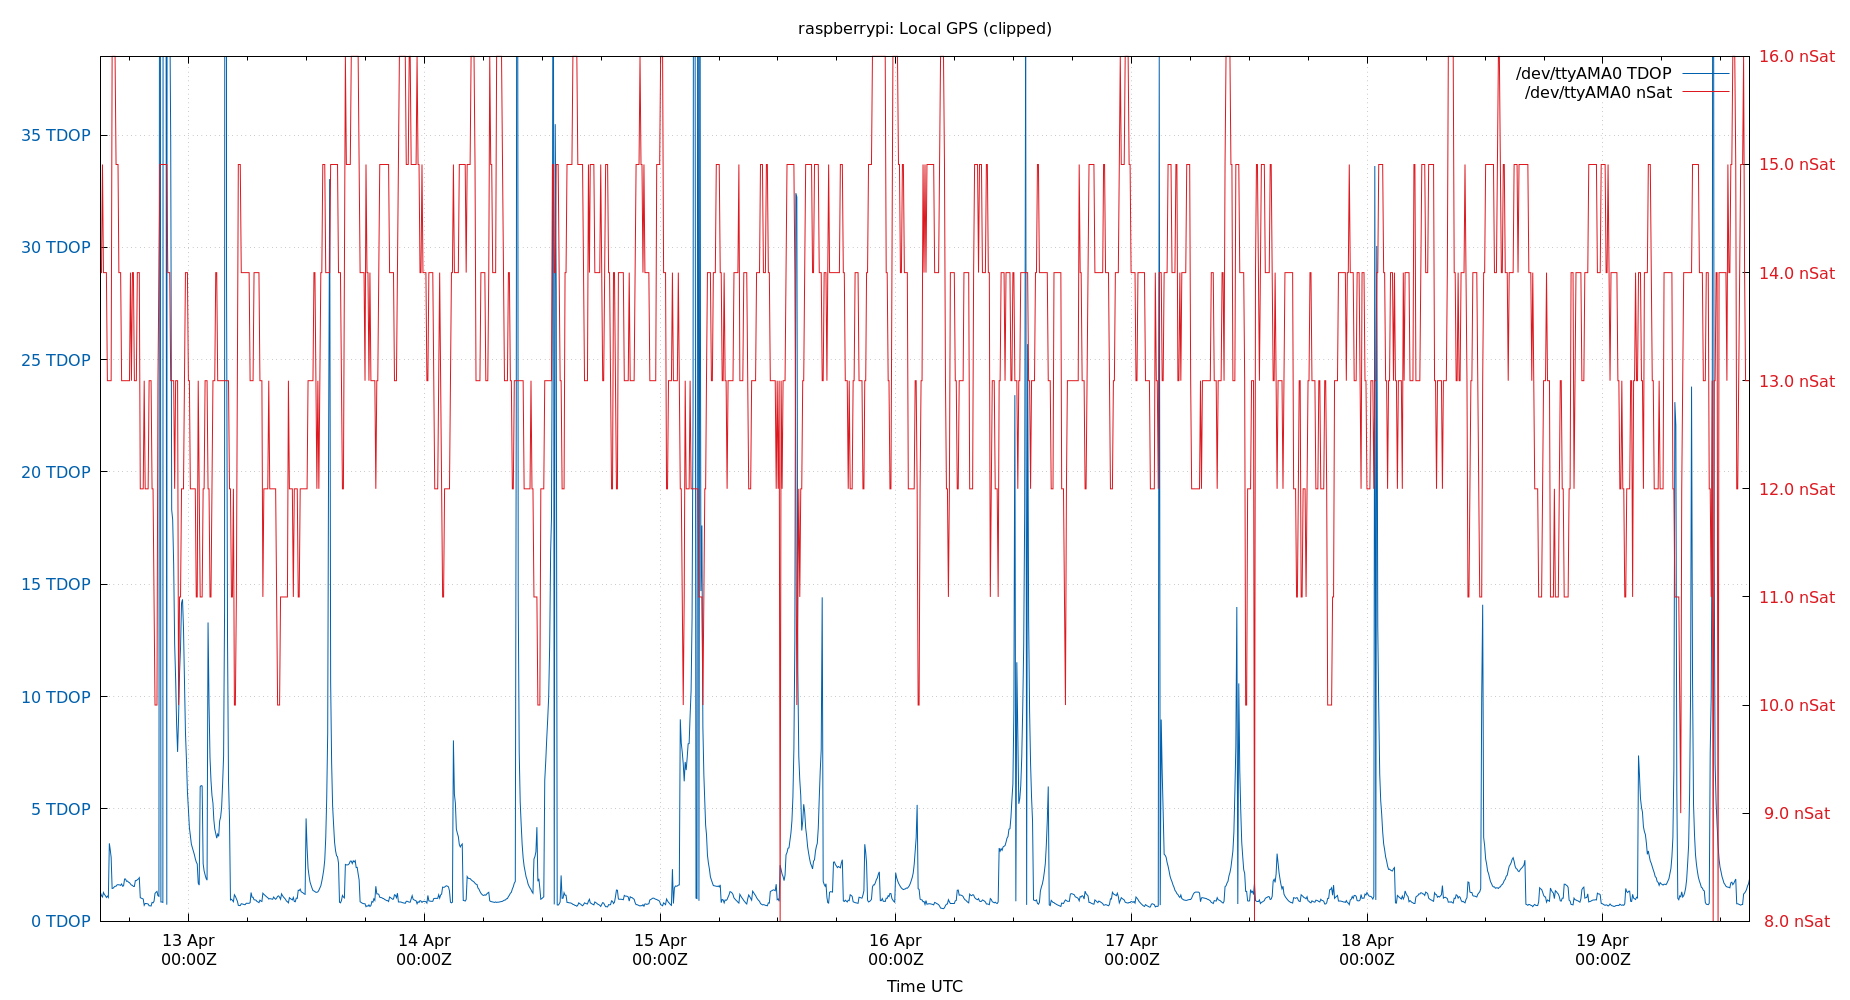 raspberrypi: Local GPS (clipped)
/dev/ttyAMA0 TDOP
/dev/ttyAMA0 nSat
35 TDOP
30 TDOP
25 TDOP
20 TDOP
15 TDOP
10 TDOP
5 TDOP
0 TDOP
16.0 nSat
15.0 nSat
14.0 nSat
13.0 nSat
12.0 nSat
11.0 nSat
10.0 nSat
9.0 nSat
8.0 nSat
13 Apr
00:00Z
14 Apr
00:00Z
15 Apr
00:00Z
16 Apr
00:00Z
17 Apr
00:00Z
18 Apr
00:00Z
19 Apr
00:00Z
Time UTC